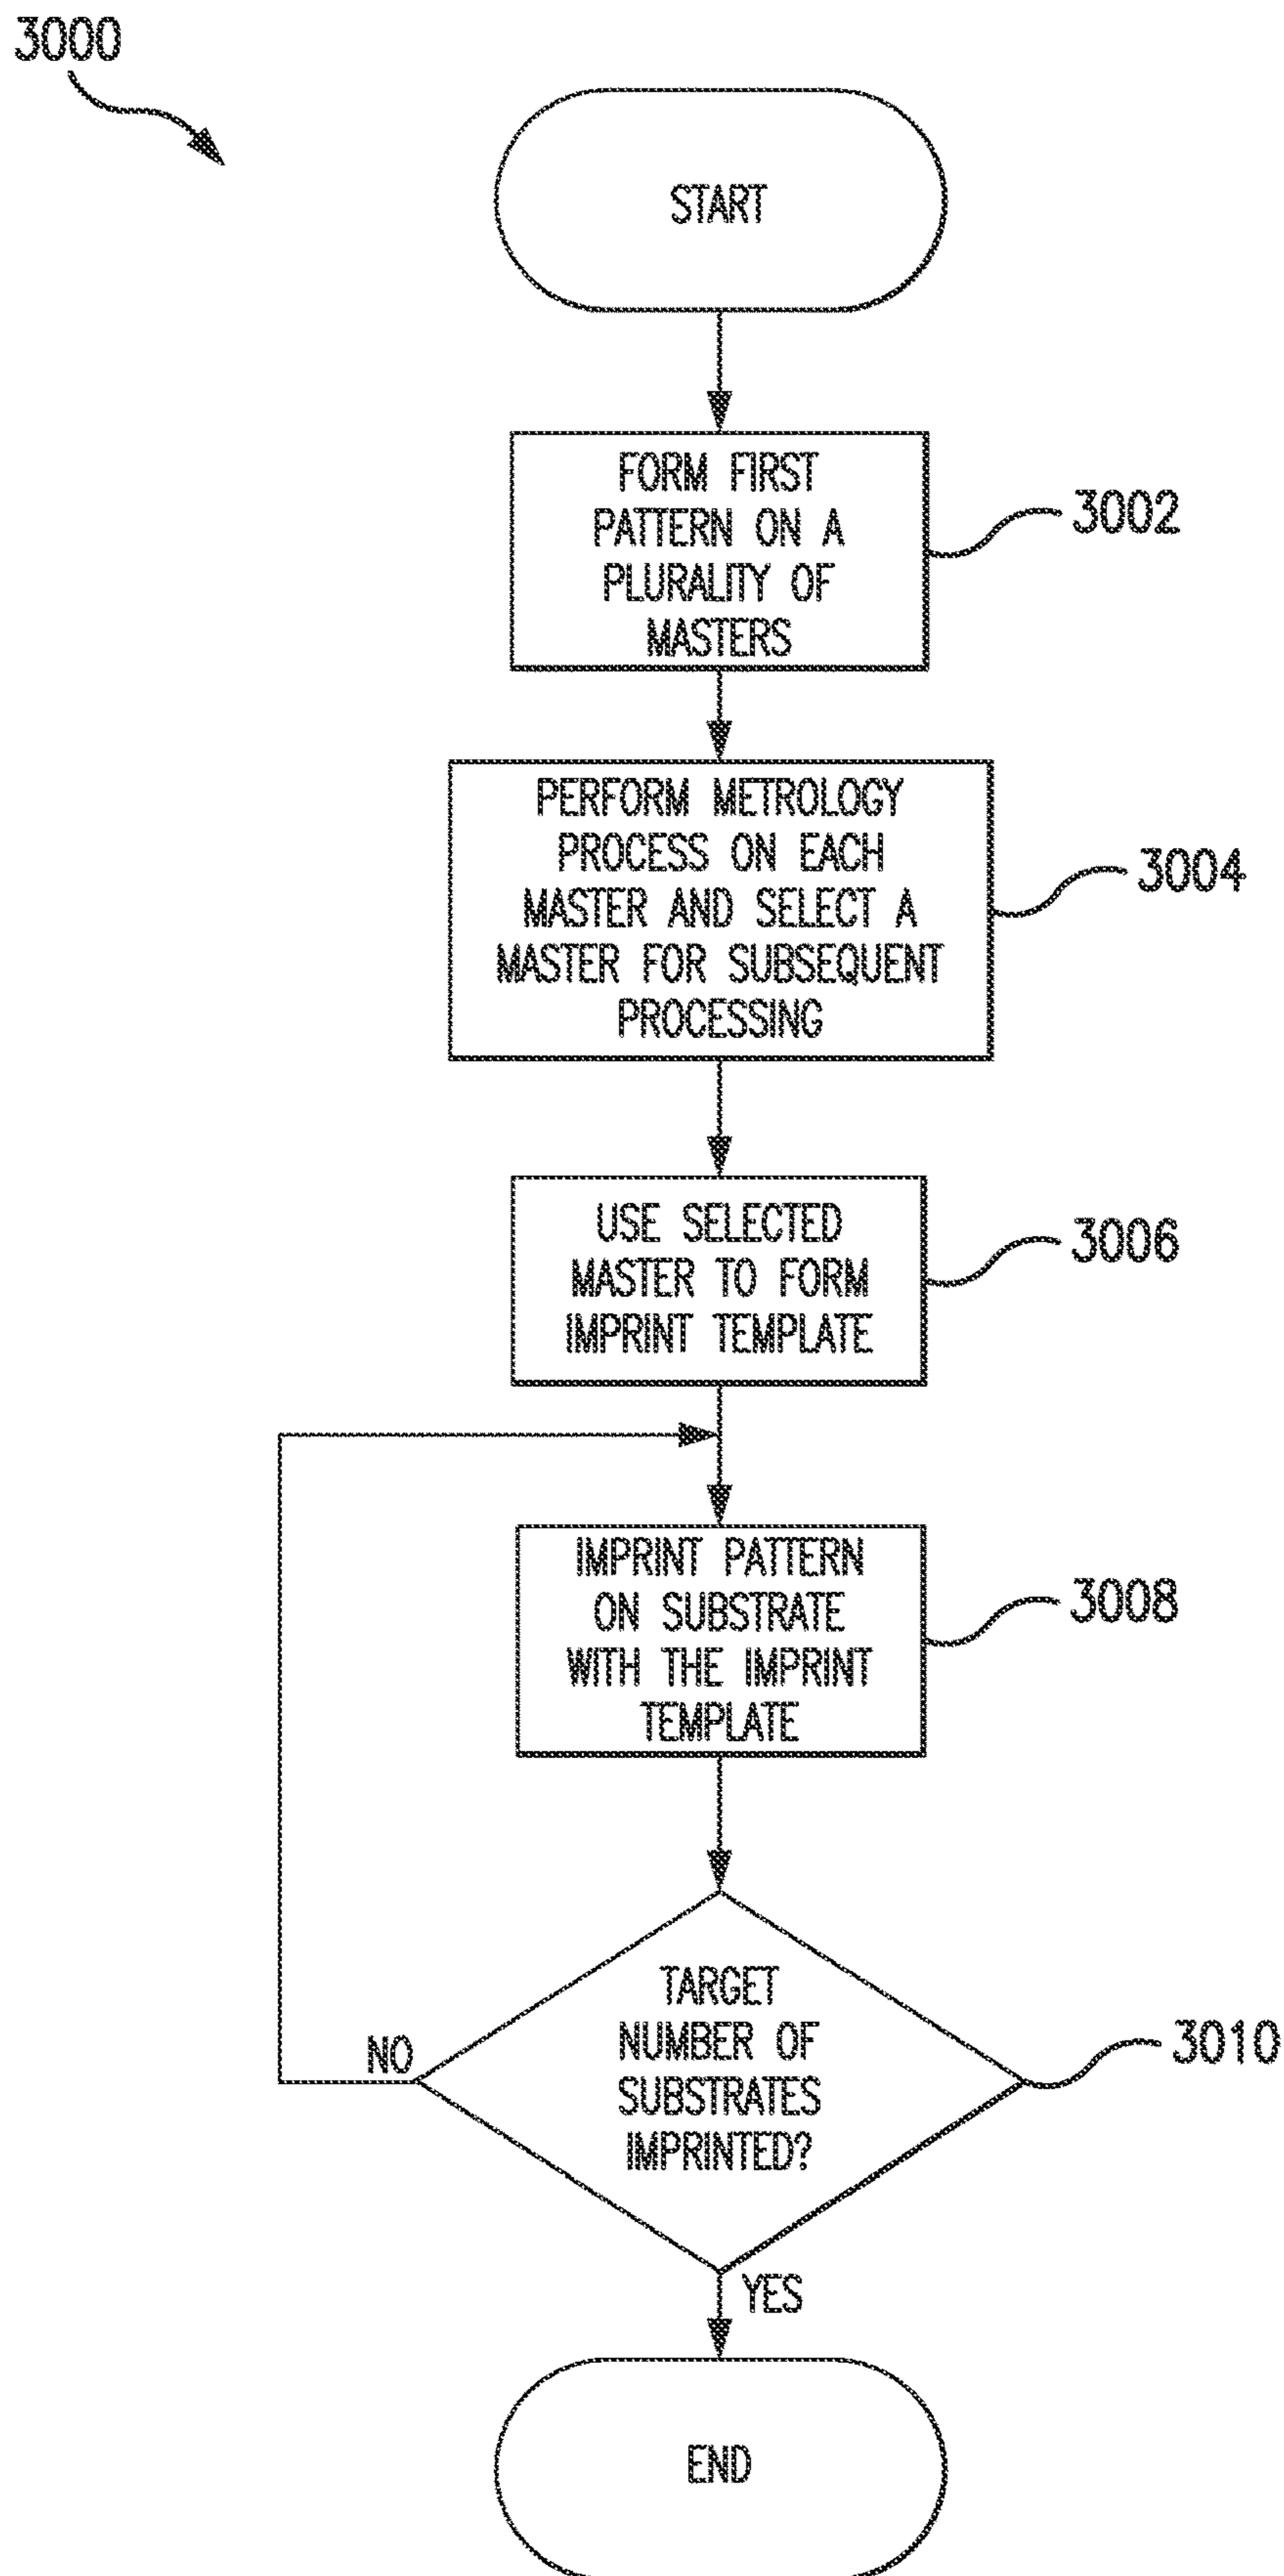 3000
START
FORM FIRST
PATTERN ON A
PLURALITY OF
MASTERS
3002
PERFORM METROLOGY
PROCESS ON EACH
MASTER AND SELECT A
MASTER FOR SUBSEQUENT
PROCESSING
3004
USE SELECTED
MASTER TO FORM
IMPRINT TEMPLATE
3006
IMPRINT PATTERN
ON SUBSTRATE
WITH THE IMPRINT
TEMPLATE
3008
TARGET
NUMBER OF
SUBSTRATES
IMPRINTED?
3010
NO
YES
END